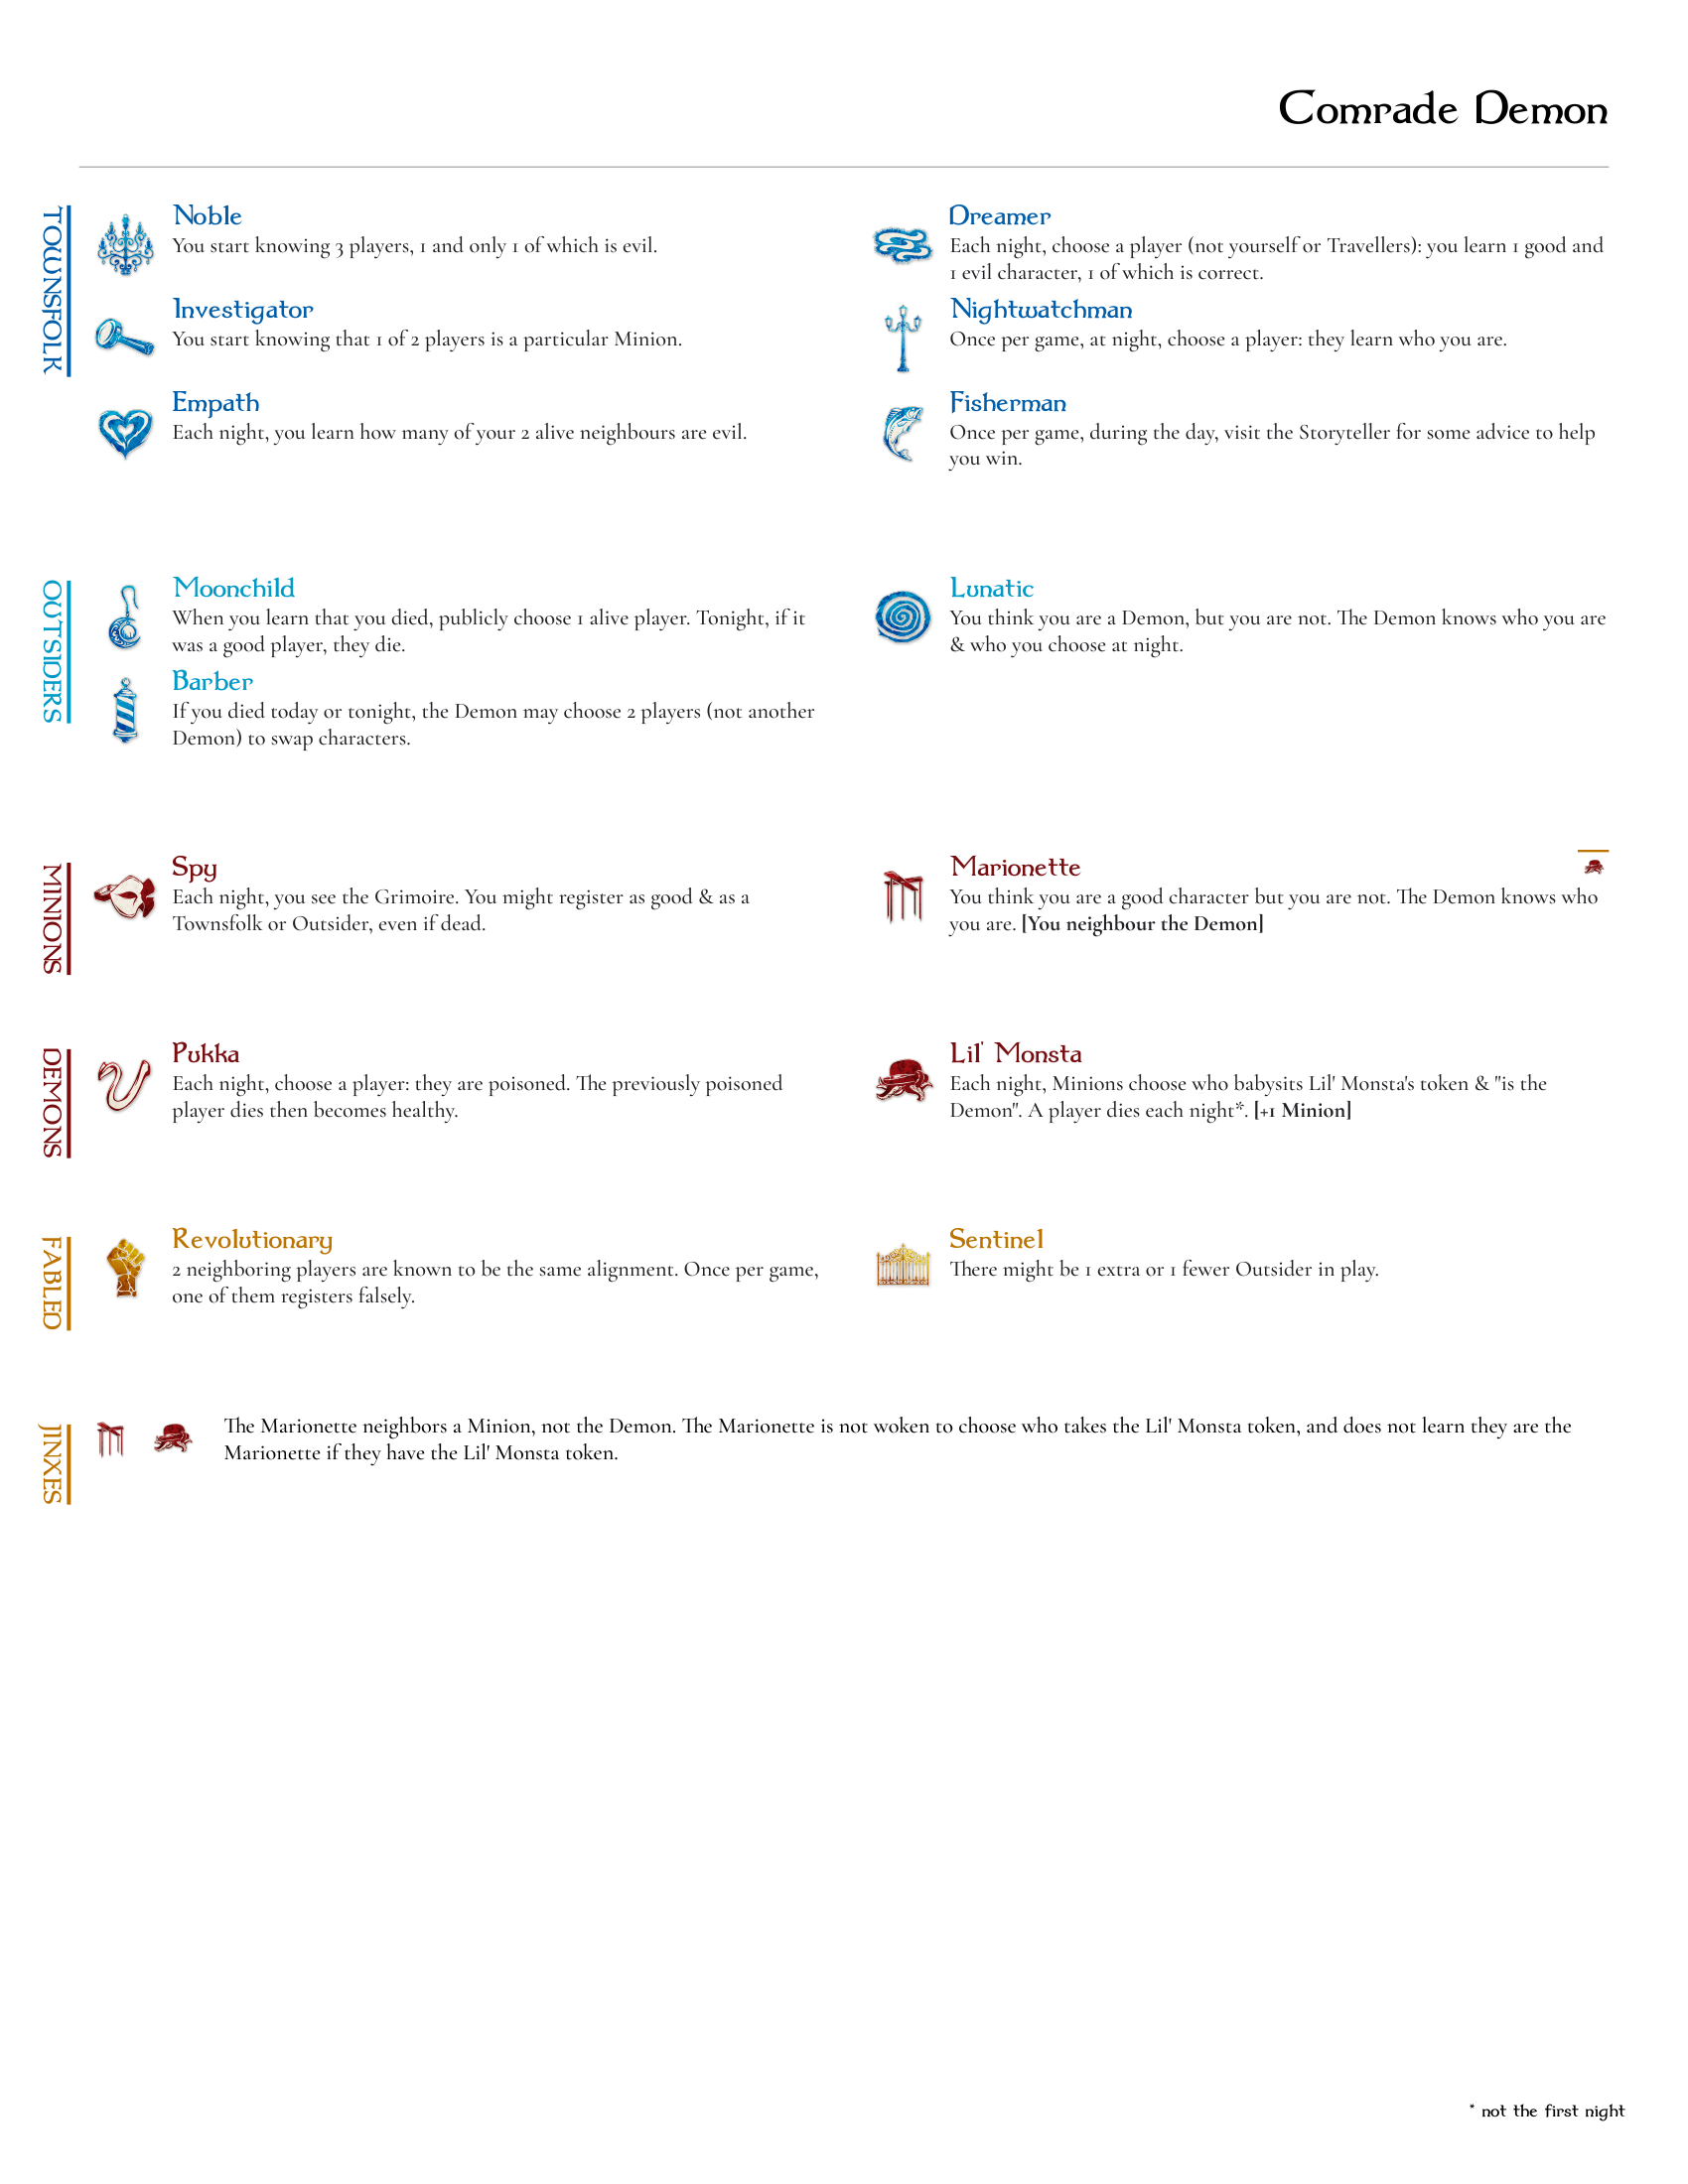 Comrade Demon
TOWNSFOLK
Noble
You start knowing 3 players, 1 and only 1 of which is evil.
Investigator
You start knowing that 1 of 2 players is a particular Minion.
Empath
Each night, you learn how many of your 2 alive neighbours are evil.
Dreamer
Each night, choose a player (not yourself or Travellers): you learn 1 good and
1 evil character, 1 of which is correct.
Nightwatchman
Once per game, at night, choose a player: they learn who you are.
Fisherman
Once per game, during the day, visit the Storyteller for some advice to help
you win.
OUTSIDERS
Moonchild
When you learn that you died, publicly choose 1 alive player. Tonight, if it
was a good player, they die.
Barber
If you died today or tonight, the Demon may choose 2 players (not another
Demon) to swap characters.
Lunatic
You think you are a Demon, but you are not. The Demon knows who you are
& who you choose at night.
MINIONS
Spy
Each night, you see the Grimoire. You might register as good & as a
Townsfolk or Outsider, even if dead.
Marionette
You think you are a good character but you are not. The Demon knows who
you are. [You neighbour the Demon]
DEMONS
Pukka
Each night, choose a player: they are poisoned. The previously poisoned
player dies then becomes healthy.
Lil' Monsta
Each night, Minions choose who babysits Lil' Monsta's token & "is the
Demon". A player dies each night*. [+1 Minion]
FABLED
Revolutionary
2 neighboring players are known to be the same alignment. Once per game,
one of them registers falsely.
Sentinel
There might be 1 extra or 1 fewer Outsider in play.
JINXES
The Marionette neighbors a Minion, not the Demon. The Marionette is not woken to choose who takes the Lil' Monsta token, and does not learn they are the
Marionette if they have the Lil' Monsta token.
* not the first night